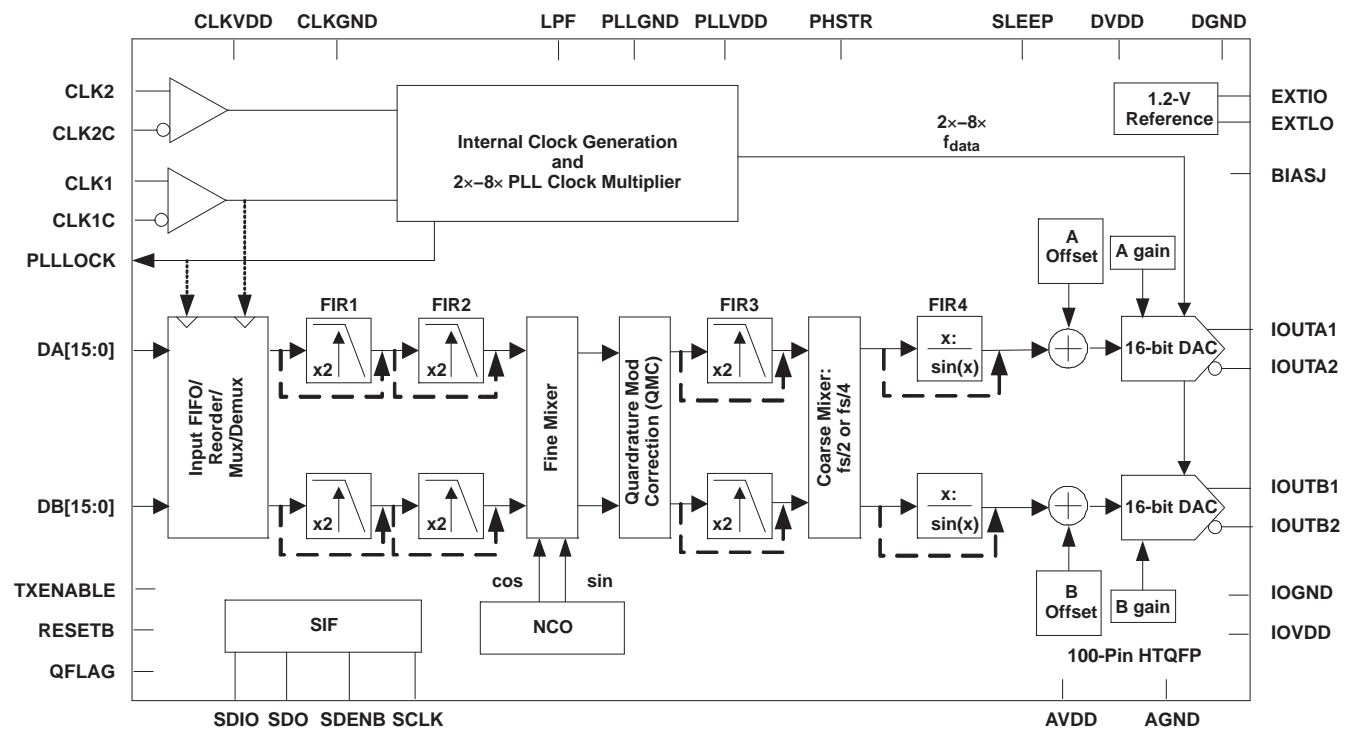 CLKVDD CLKGND LPF PLLGND PLLVDD PHSTR SLEEP DVDD DGND
CLK2
CLK2C
CLK1
CLK1C
PLLLOCK
DA[15:0]
DB[15:0]
TXENABLE
RESETB
QFLAG
Internal Clock Generation
and
2×−8× PLL Clock Multiplier
2×−8×
fdata
1.2-V
Reference
EXTIO
EXTLO
BIASJ
A
Offset
A gain
FIR1
x2
FIR2
x2
FIR3
x2
FIR4
x:
sin(x)
16-bit DAC
IOUTA1
IOUTA2
Input FIFO/
Reorder/
Mux/Demux
Fine Mixer
Quardrature Mod
Correction (QMC)
Coarse Mixer:
fs/2 or fs/4
x2
x2
x2
x:
sin(x)
16-bit DAC
IOUTB1
IOUTB2
cos
sin
NCO
SIF
B
Offset
B gain
IOGND
IOVDD
100-Pin HTQFP
SDIO SDO SDENB SCLK
AVDD AGND